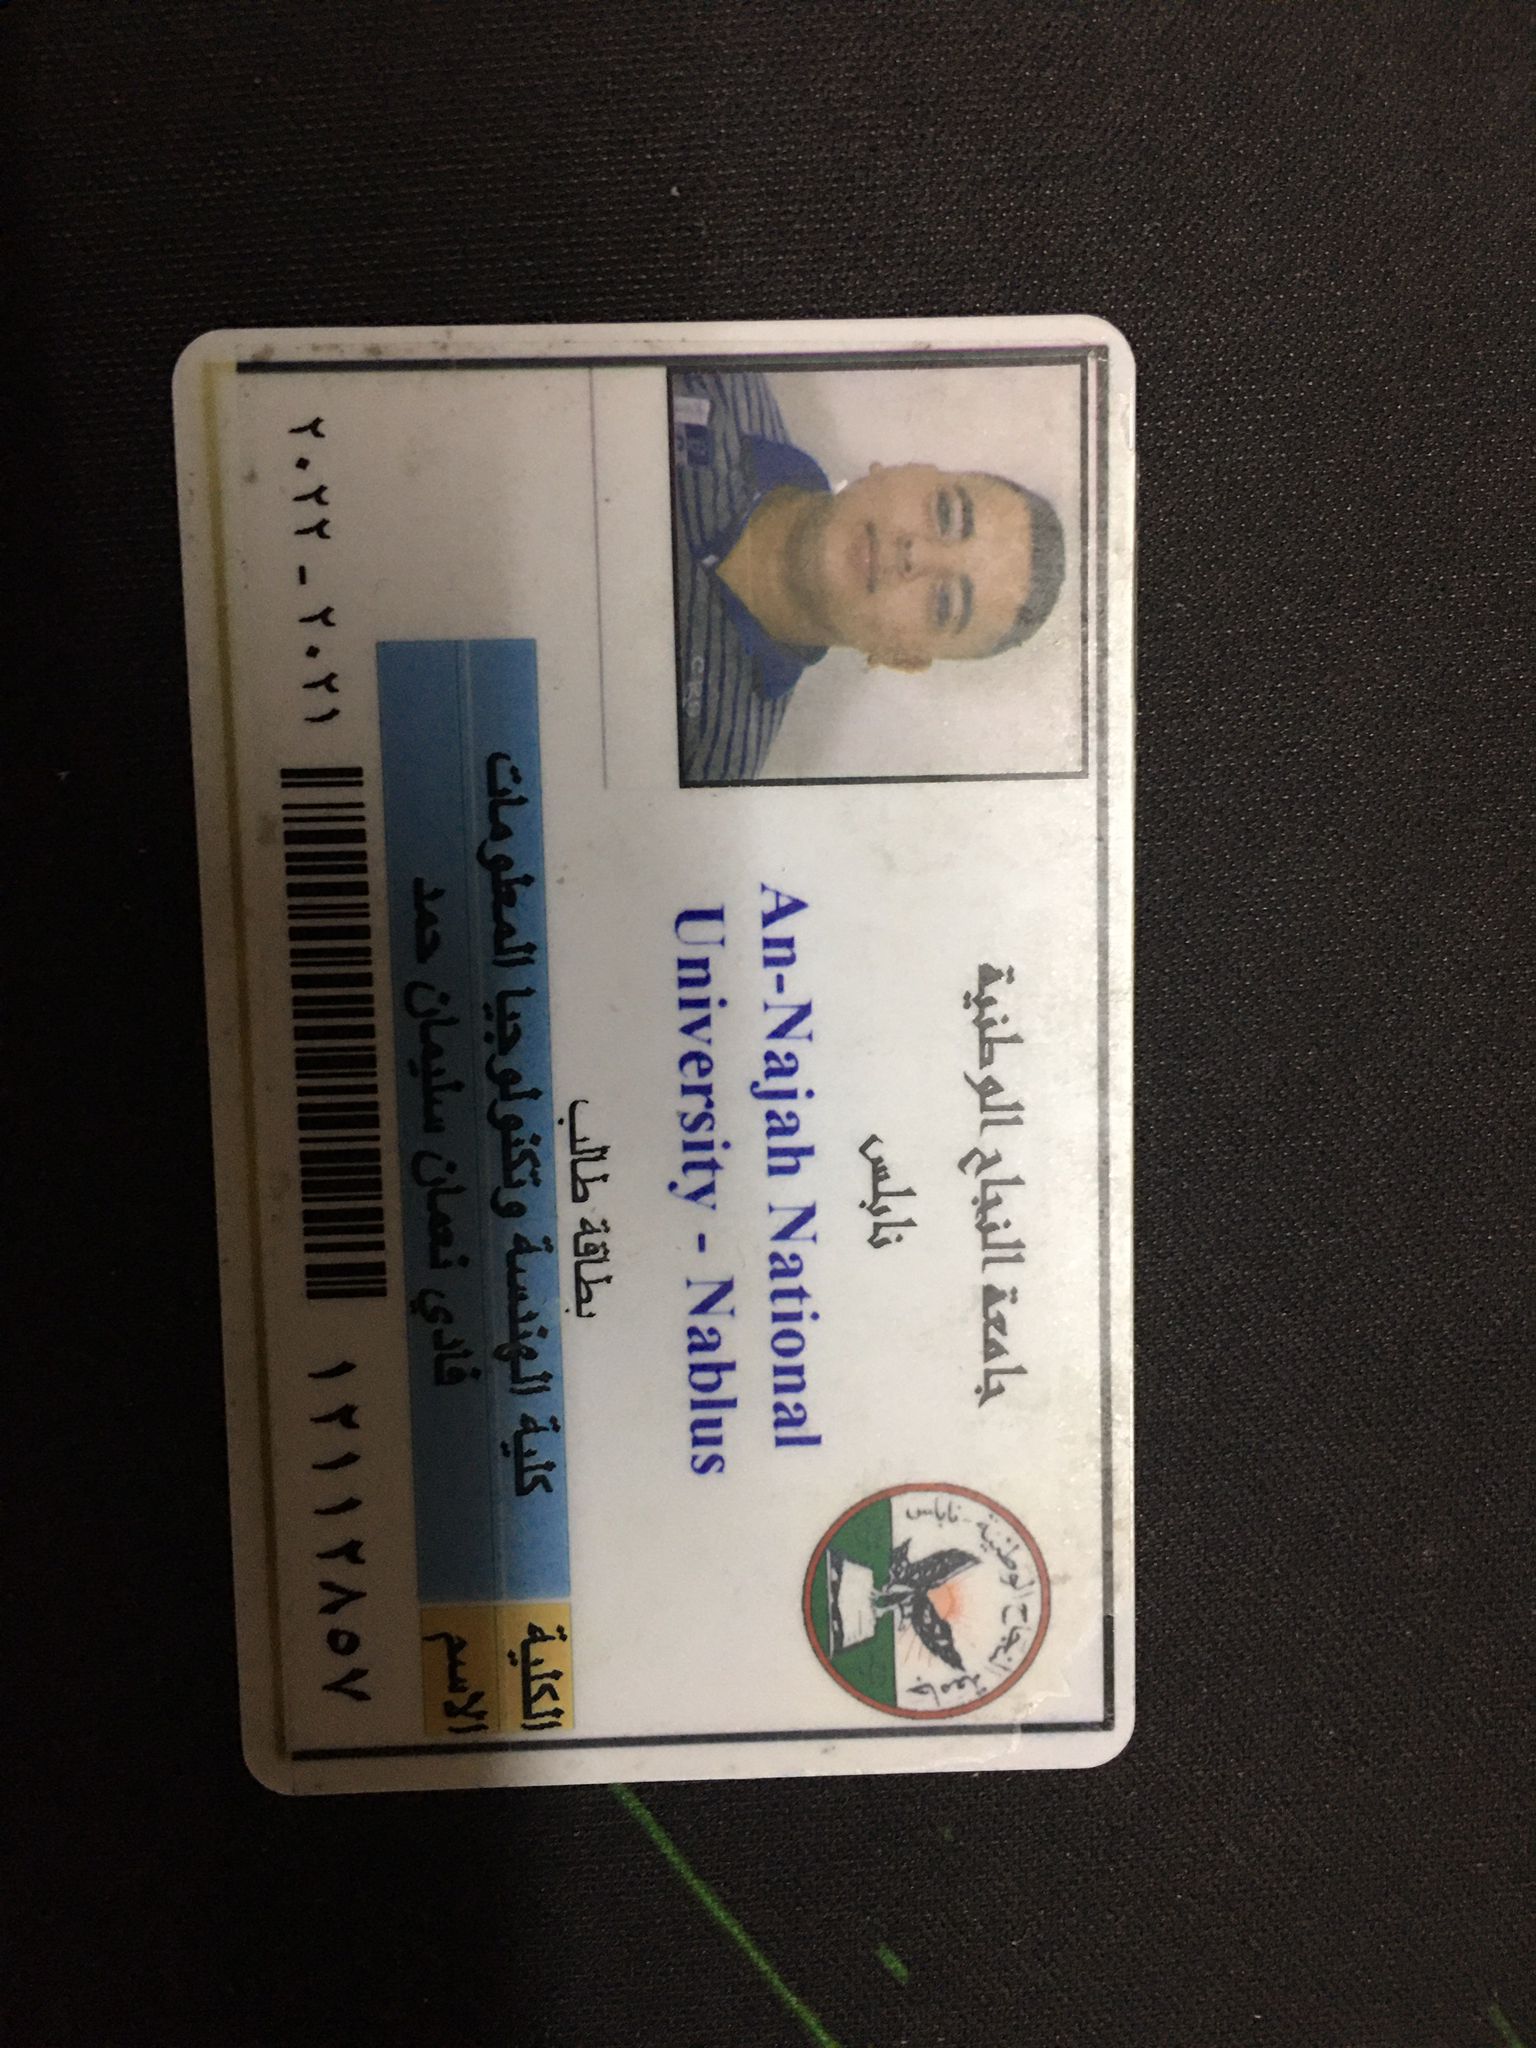 جامعة النجاح الوطنية
نابلس
An-Najah National
University - Nablus
جامعة النجاح الوطنية - نابلس
بطاقة طالب
الكلية كلية الهندسة وتكنولوجيا المعلومات
الاسم فادي نعمان سليمان حمد
١٢١١٢٨٥٧
٢٠٢٢ - ٢٠٢١